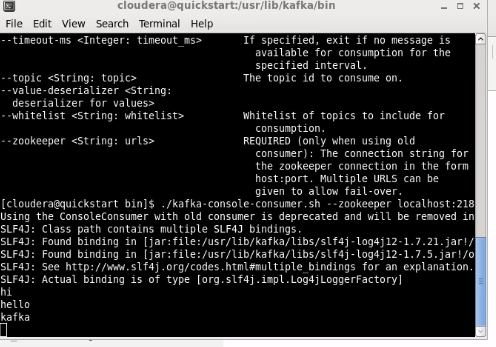 cloudera@quickstart:/usr/lib/kafka/bin
File Edit View Search Terminal Help
--timeout-ms <Integer: timeout_ms> If specified, exit if no message is
available for consumption for the
specified interval.
--topic <String: topic> The topic id to consume on.
--value-deserializer <String:
deserializer for values>
--whitelist <String: whitelist> Whitelist of topics to include for
consumption.
--zookeeper <String: urls> REQUIRED (only when using old
consumer): The connection string for
the zookeeper connection in the form
host:port. Multiple URLS can be
given to allow fail-over.
[cloudera@quickstart bin]$ ./kafka-console-consumer.sh --zookeeper localhost:218
Using the ConsoleConsumer with old consumer is deprecated and will be removed in
SLF4J: Class path contains multiple SLF4J bindings.
SLF4J: Found binding in [jar:file:/usr/lib/kafka/libs/slf4j-log4j12-1.7.21.jar!/
SLF4J: Found binding in [jar:file:/usr/lib/kafka/libs/slf4j-log4j12-1.7.5.jar!/o
SLF4J: See http://www.slf4j.org/codes.html#multiple_bindings for an explanation.
SLF4J: Actual binding is of type [org.slf4j.impl.Log4jLoggerFactory]
hi
hello
kafka